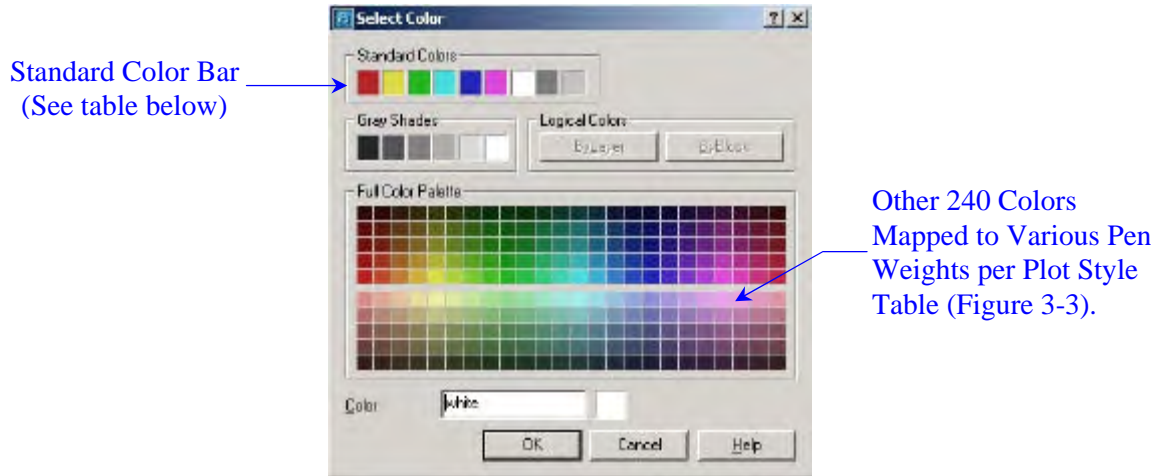 Select Color
Standard Color Bar
(See table below)
Standard Colors
Gray Shades
Logical Colors
ByLayer
ByBlock
Full Color Palette
Other 240 Colors
Mapped to Various Pen
Weights per Plot Style
Table (Figure 3-3).
Color
white
OK
Cancel
Help